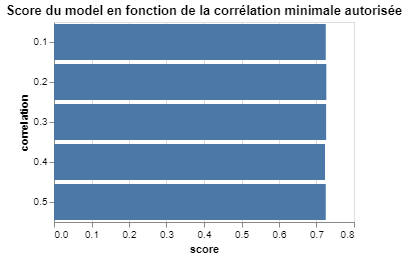 Score du model en fonction de la corrélation minimale autorisée
correlation
0.1
0.2
0.3
0.4
0.5
0.0 0.1 0.2 0.3 0.4 0.5 0.6 0.7 0.8
score